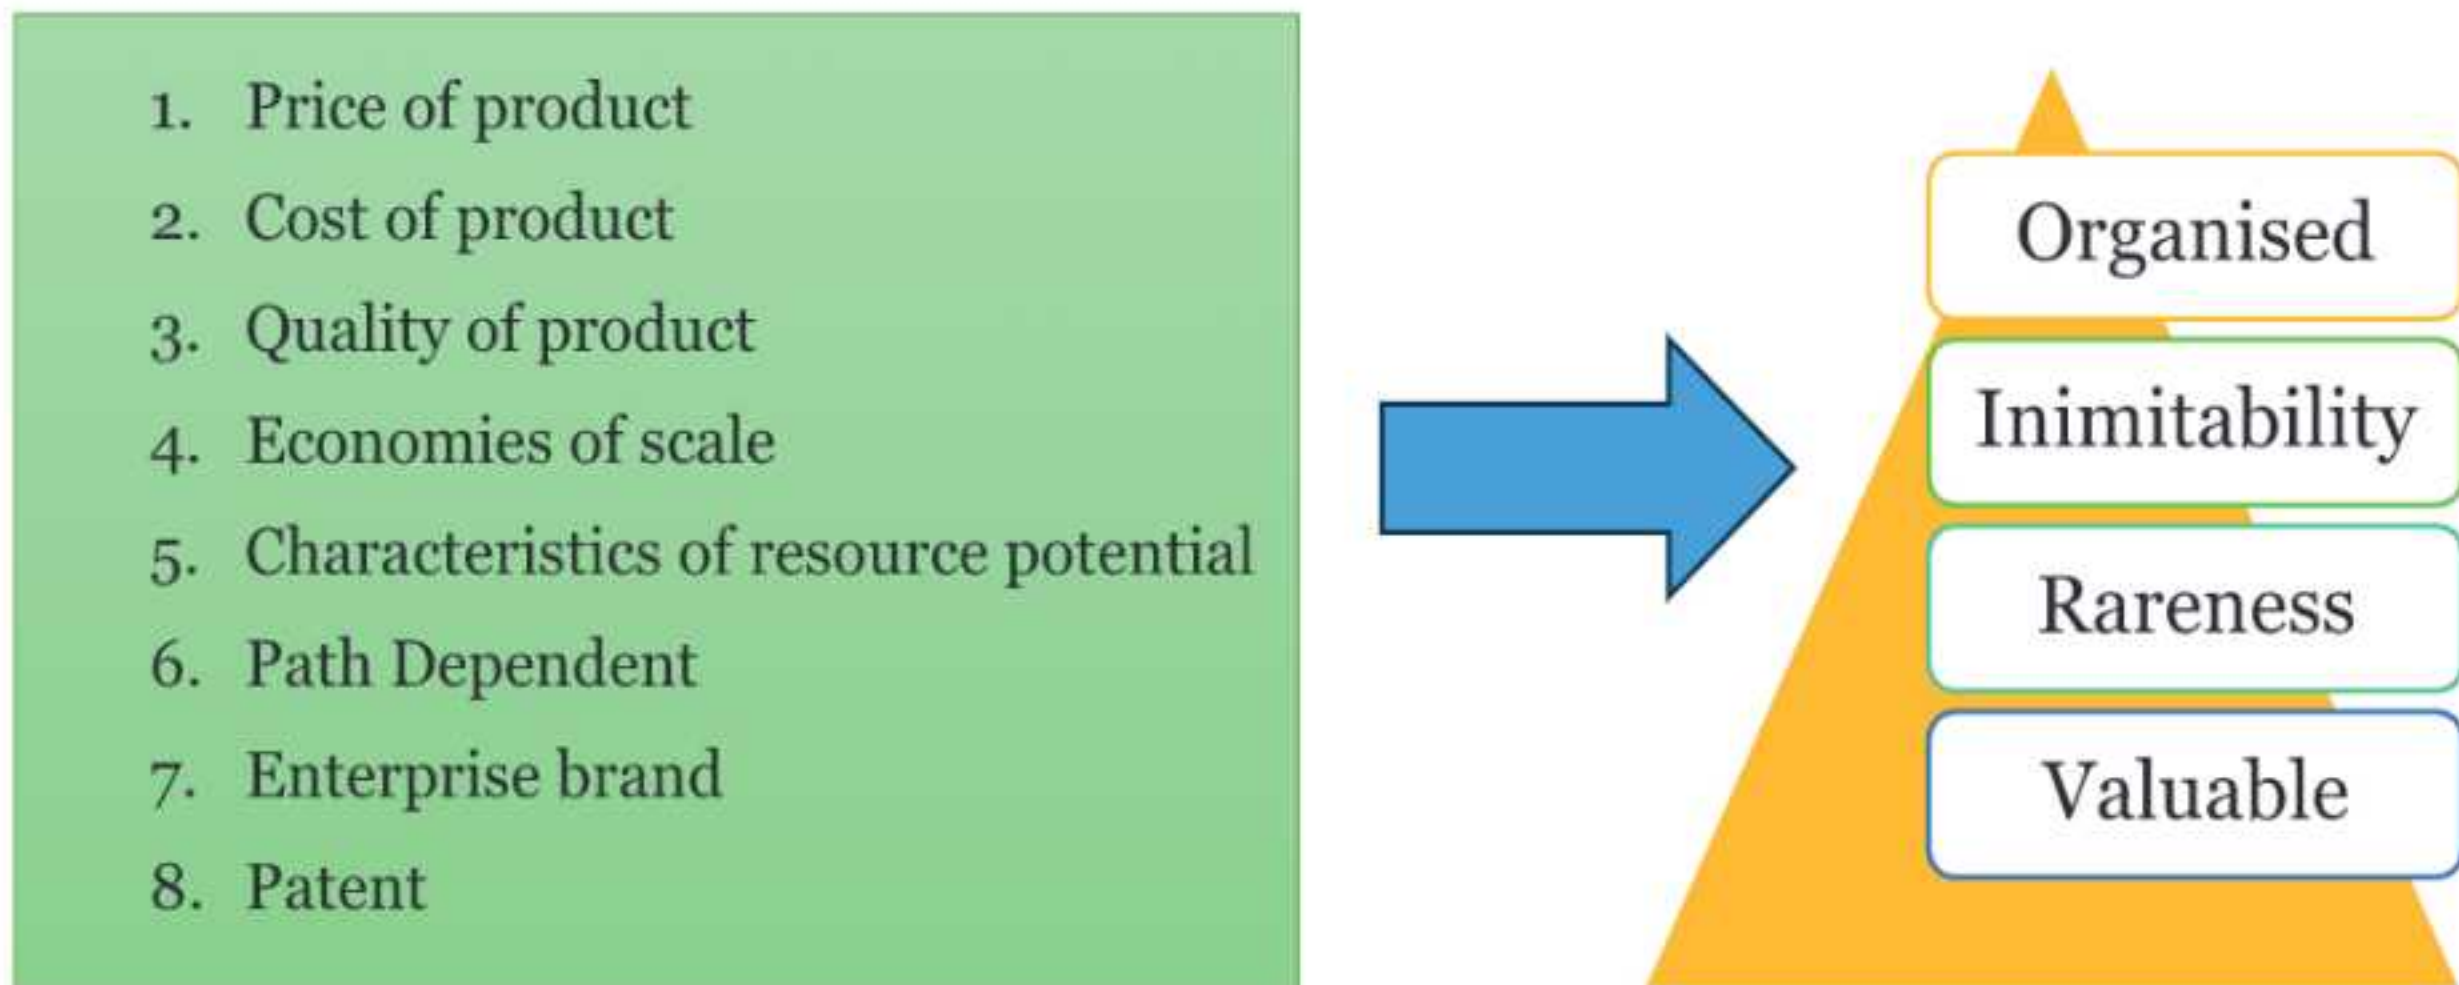 1. Price of product
2. Cost of product
3. Quality of product
4. Economies of scale
5. Characteristics of resource potential
6. Path Dependent
7. Enterprise brand
8. Patent
Organised
Inimitability
Rareness
Valuable